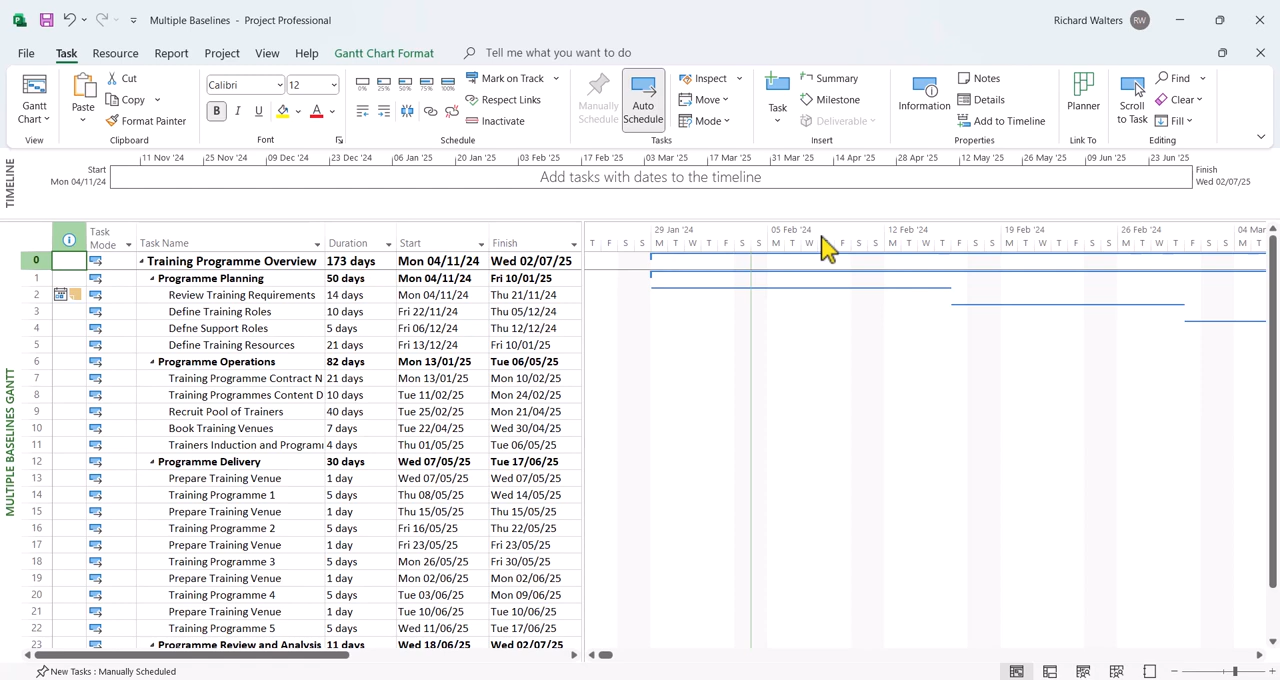 Multiple Baselines - Project Professional
Richard Walters RW
File Task Resource Report Project View Help Gantt Chart Format Tell me what you want to do
Gantt Chart
View
Paste
Cut
Copy
Format Painter
Clipboard
Calibri 12
B I U A
Font
0% 25% 50% 75% 100%
Mark on Track
Respect Links
Inactivate
Schedule
Manually Schedule
Auto Schedule
Inspect
Move
Mode
Tasks
Task
Summary
Milestone
Deliverable
Insert
Information
Notes
Details
Add to Timeline
Properties
Planner
Link To
Scroll to Task
Find
Clear
Fill
Editing
TIMELINE
11 Nov '24 25 Nov '24 09 Dec '24 23 Dec '24 06 Jan '25 20 Jan '25 03 Feb '25 17 Feb '25 03 Mar '25 17 Mar '25 31 Mar '25 14 Apr '25 28 Apr '25 12 May '25 26 May '25 09 Jun '25 23 Jun '25
Start
Mon 04/11/24
Add tasks with dates to the timeline
Finish
Wed 02/07/25
MULTIPLE BASELINES GANTT
Task Mode Task Name Duration Start Finish
29 Jan '24 05 Feb '24 12 Feb '24 19 Feb '24 26 Feb '24 04 Mar
T F S S M T W T F S S M T W F S S M T W T F S S M T W T F S S M T W T F S S M T
0 Training Programme Overview 173 days Mon 04/11/24 Wed 02/07/25
1 Programme Planning 50 days Mon 04/11/24 Fri 10/01/25
2 Review Training Requirements 14 days Mon 04/11/24 Thu 21/11/24
3 Define Training Roles 10 days Fri 22/11/24 Thu 05/12/24
4 Defne Support Roles 5 days Fri 06/12/24 Thu 12/12/24
5 Define Training Resources 21 days Fri 13/12/24 Fri 10/01/25
6 Programme Operations 82 days Mon 13/01/25 Tue 06/05/25
7 Training Programme Contract N 21 days Mon 13/01/25 Mon 10/02/25
8 Training Programmes Content D 10 days Tue 11/02/25 Mon 24/02/25
9 Recruit Pool of Trainers 40 days Tue 25/02/25 Mon 21/04/25
10 Book Training Venues 7 days Tue 22/04/25 Wed 30/04/25
11 Trainers Induction and Program 4 days Thu 01/05/25 Tue 06/05/25
12 Programme Delivery 30 days Wed 07/05/25 Tue 17/06/25
13 Prepare Training Venue 1 day Wed 07/05/25 Wed 07/05/25
14 Training Programme 1 5 days Thu 08/05/25 Wed 14/05/25
15 Prepare Training Venue 1 day Thu 15/05/25 Thu 15/05/25
16 Training Programme 2 5 days Fri 16/05/25 Thu 22/05/25
17 Prepare Training Venue 1 day Fri 23/05/25 Fri 23/05/25
18 Training Programme 3 5 days Mon 26/05/25 Fri 30/05/25
19 Prepare Training Venue 1 day Mon 02/06/25 Mon 02/06/25
20 Training Programme 4 5 days Tue 03/06/25 Mon 09/06/25
21 Prepare Training Venue 1 day Tue 10/06/25 Tue 10/06/25
22 Training Programme 5 5 days Wed 11/06/25 Tue 17/06/25
23 Programme Review and Analysis 11 days Wed 18/06/25 Wed 02/07/25
New Tasks : Manually Scheduled